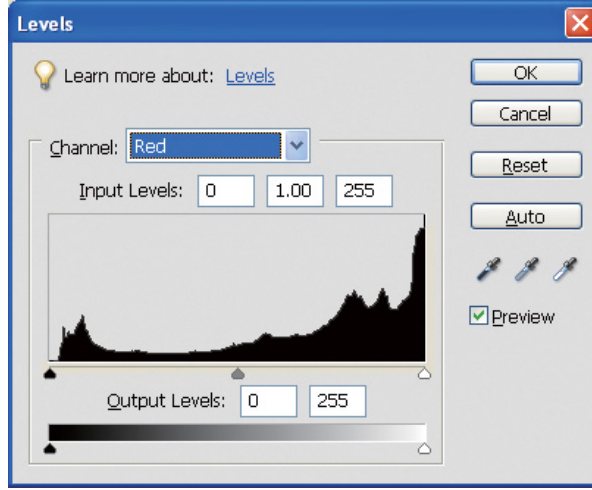 Levels
Learn more about: Levels
Channel: Red
Input Levels: 0 1.00 255
Output Levels: 0 255
OK
Cancel
Reset
Auto
Preview